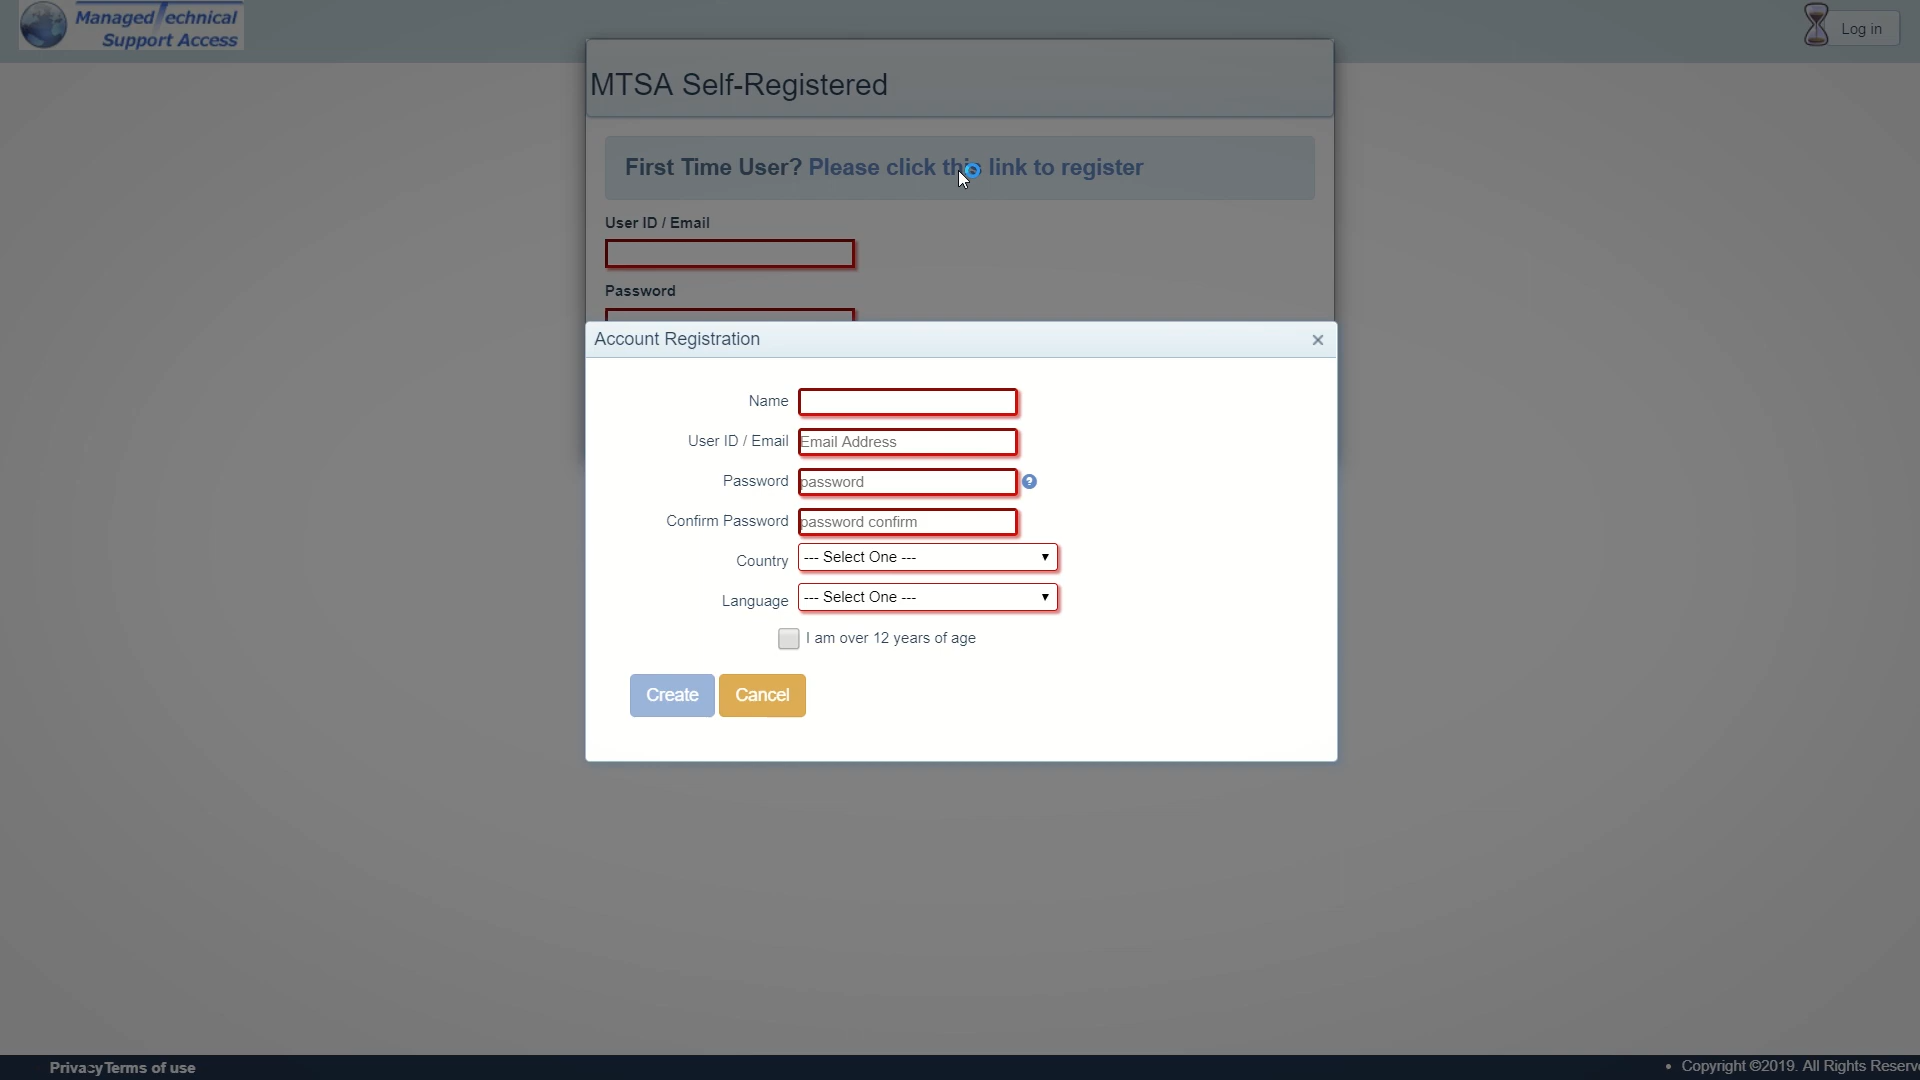 Managed Technical
Support Access
Log in
MTSA Self-Registered
First Time User? Please click this link to register
User ID / Email
Password
Account Registration
Name
User ID / Email
Email Address
Password
password
?
Confirm Password
password confirm
Country
--- Select One ---
Language
--- Select One ---
I am over 12 years of age
Create
Cancel
Privacy Terms of use
• Copyright ©2019. All Rights Reserv